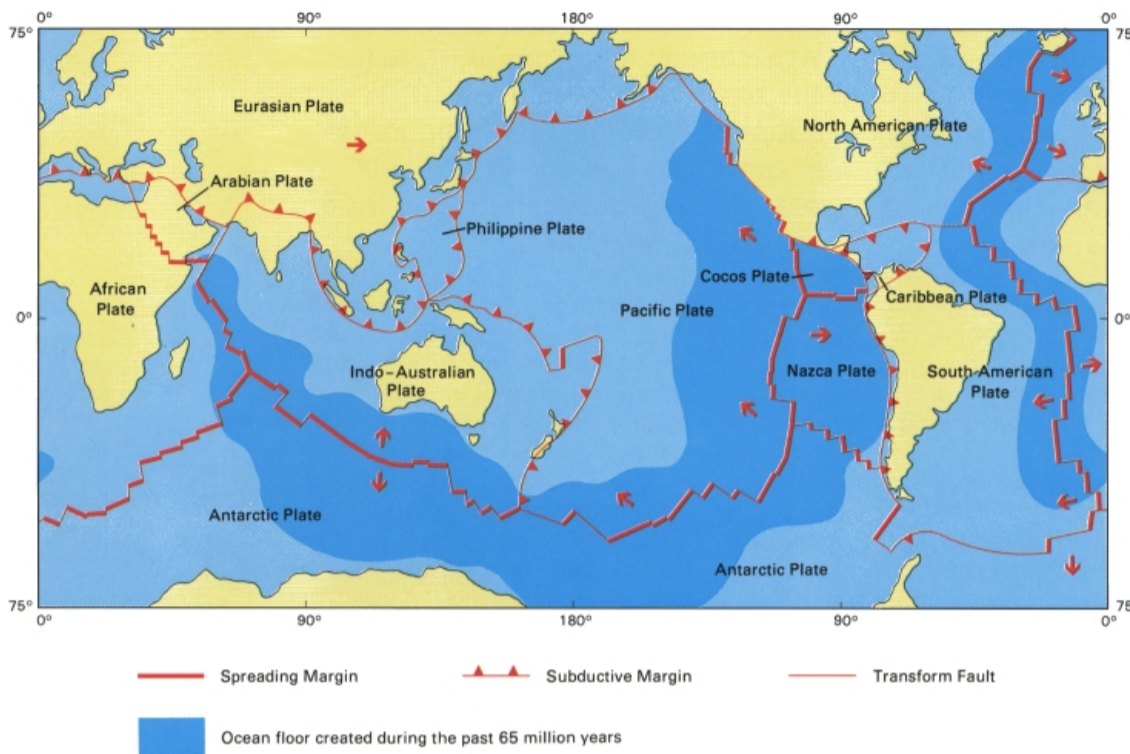 0° 90° 180° 90° 0°
75° 75
Eurasian Plate
North American Plate
Arabian Plate
Philippine Plate
Cocos Plate
African
Plate
Caribbean Plate
Pacific Plate
0° 0°
Indo-Australian
Plate
Nazca Plate
South American
Plate
Antarctic Plate
Antarctic Plate
75° 75
0° 90° 180° 90° 0°
Spreading Margin
Subductive Margin
Transform Fault
Ocean floor created during the past 65 million years